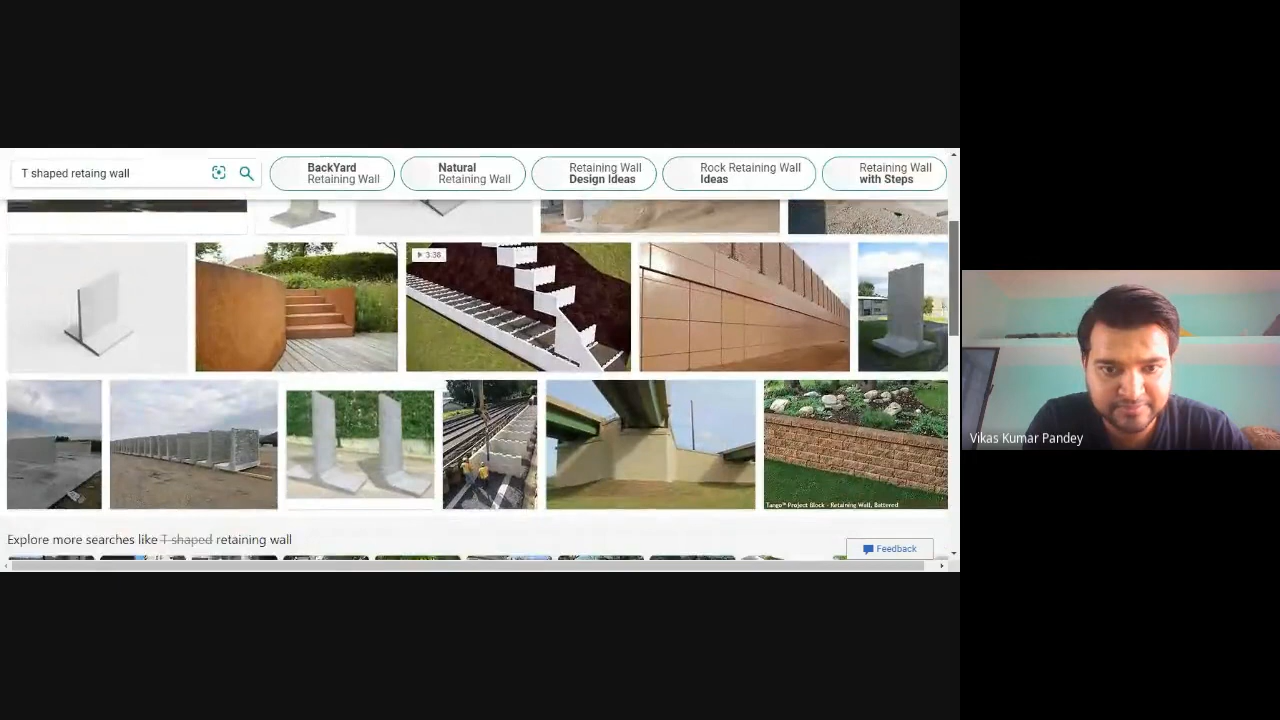 T shaped retaing wall
BackYard
Retaining Wall
Natural
Retaining Wall
Retaining Wall
Design Ideas
Rock Retaining Wall
Ideas
Retaining Wall
with Steps
3:38
Tango™ Project Block - Retaining Wall, Battered
Explore more searches like T shaped retaining wall
Feedback
Vikas Kumar Pandey